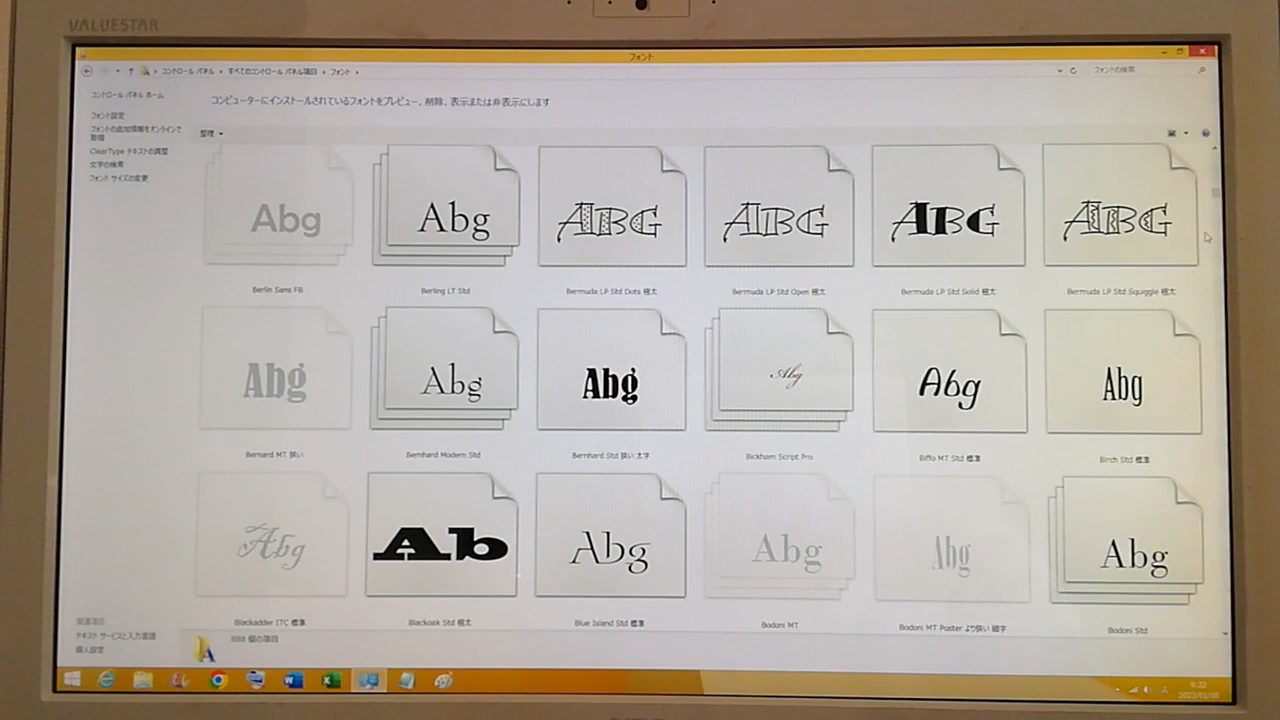 VALUESTAR
フォント
コントロール パネル › すべてのコントロール パネル項目 › フォント ›
フォントの検索
コントロール パネル ホーム
フォント設定
フォントの追加情報をオンラインで
取得
ClearType テキストの調整
文字の検索
フォント サイズの変更
コンピューターにインストールされているフォントをプレビュー、削除、表示または非表示にします
整理
Abg
Abg
ABG
ABG
ABG
ABG
Berlin Sans FB
Berling LT Std
Bermuda LP Std Dots 極太
Bermuda LP Std Open 極太
Bermuda LP Std Solid 極太
Bermuda LP Std Squiggle 極太
Abg
Abg
Abg
Abg
Abg
Abg
Bernard MT 狭い
Bernhard Modern Std
Bernhard Std 狭い 太字
Bickham Script Pro
Biffo MT Std 標準
Birch Std 標準
Abg
Ab
Abg
Abg
Abg
Abg
Blackadder ITC 標準
Blackoak Std 極太
Blue Island Std 標準
Bodoni MT
Bodoni MT Poster より狭い 細字
Bodoni Std
関連項目
テキスト サービスと入力言語
個人設定
888 個の項目
A
9:20